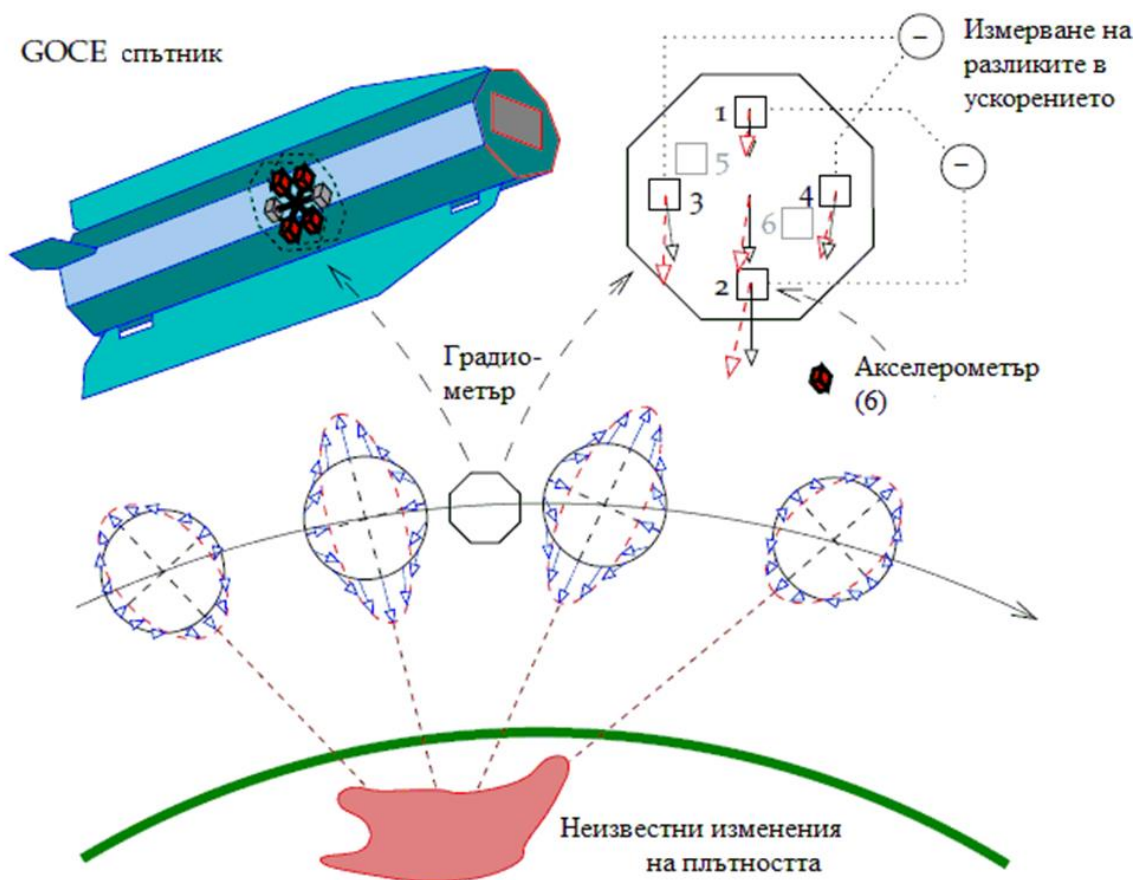 GOCE спътник
Измерване на
разликите в
ускорението
−
−
1
5
3
4
6
2
Градио-
метър
Акселерометър
(6)
Неизвестни изменения
на плътността